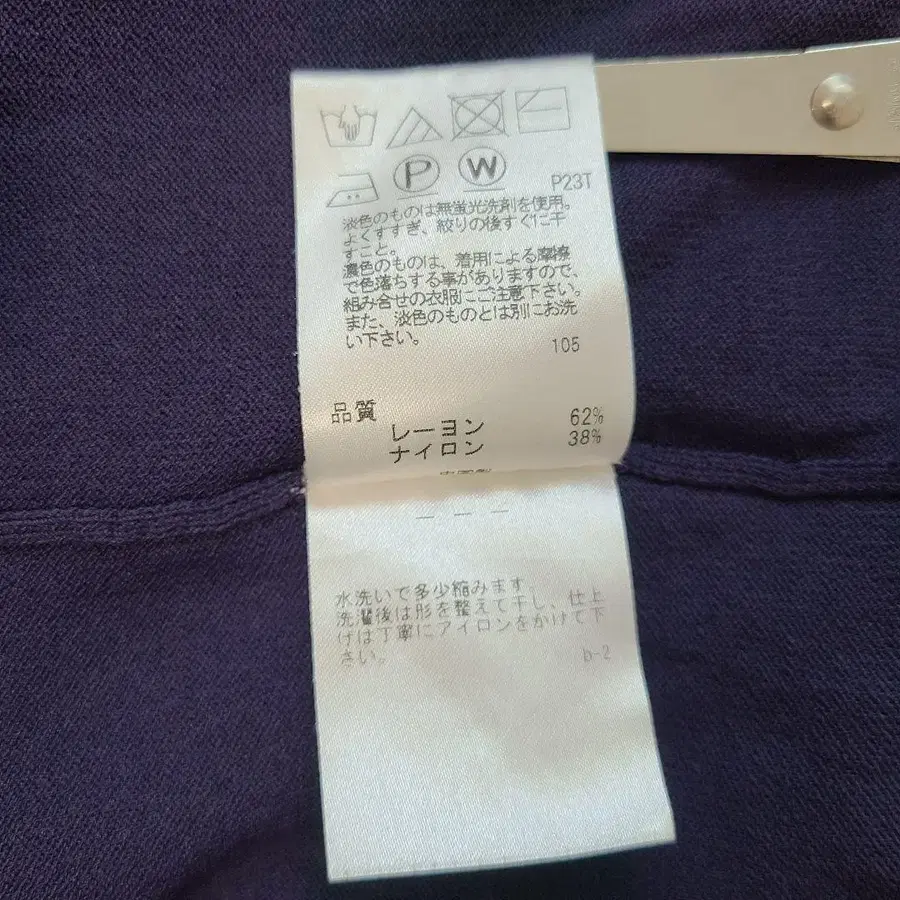 P W
P23T
淡色のものは無蛍光洗剤を使用。
よくすすぎ、絞りの後すぐに干
すこと。
濃色のものは、着用による摩擦
で色落ちする事がありますので、
組み合せの衣服にご注意下さい。
また、淡色のものとは別にお洗
い下さい。
105
品質
レーヨン 62%
ナイロン 38%
水洗いで多少縮みます。
洗濯後は形を整えて干し、仕上
げは丁寧にアイロンをかけて下
さい。
b-2